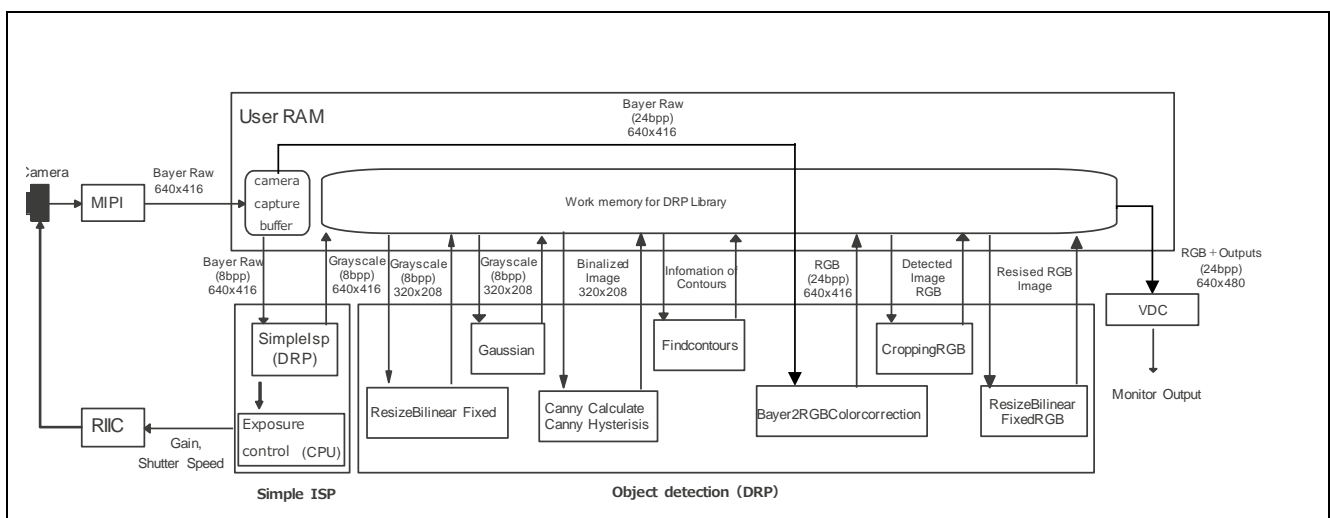 User RAM
Bayer Raw
(24bpp)
640x416
Camera
Bayer Raw
640x416
MIPI
camera
capture
buffer
Work memory for DRP Library
Bayer Raw
(8bpp)
640x416
Grayscale
(8bpp)
640x416
Grayscale
(8bpp)
320x208
Grayscale
(8bpp)
320x208
Binalized
Image
320x208
Infomation of
Contours
RGB
(24bpp)
640x416
Detected
Image
RGB
Resised RGB
Image
RGB + Outputs
(24bpp)
640x480
VDC
Monitor Output
SimpleIsp
(DRP)
Gaussian
Findcontours
CroppingRGB
ResizeBilinear Fixed
Canny Calculate
Canny Hysterisis
Bayer2RGBColorcorrection
ResizeBilinear
FixedRGB
RIIC
Gain,
Shutter Speed
Exposure
control (CPU)
Simple ISP
Object detection (DRP)